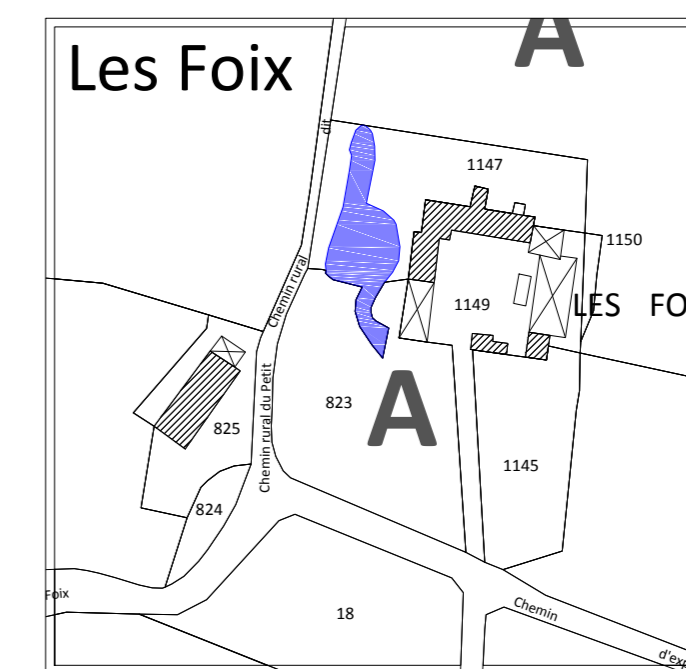 A
Les Foix
dit
1147
1150
Chemin rural
1149
LES FO
823
Chemin rural du Petit
A
825
1145
824
Foix
18
Chemin
d'ex